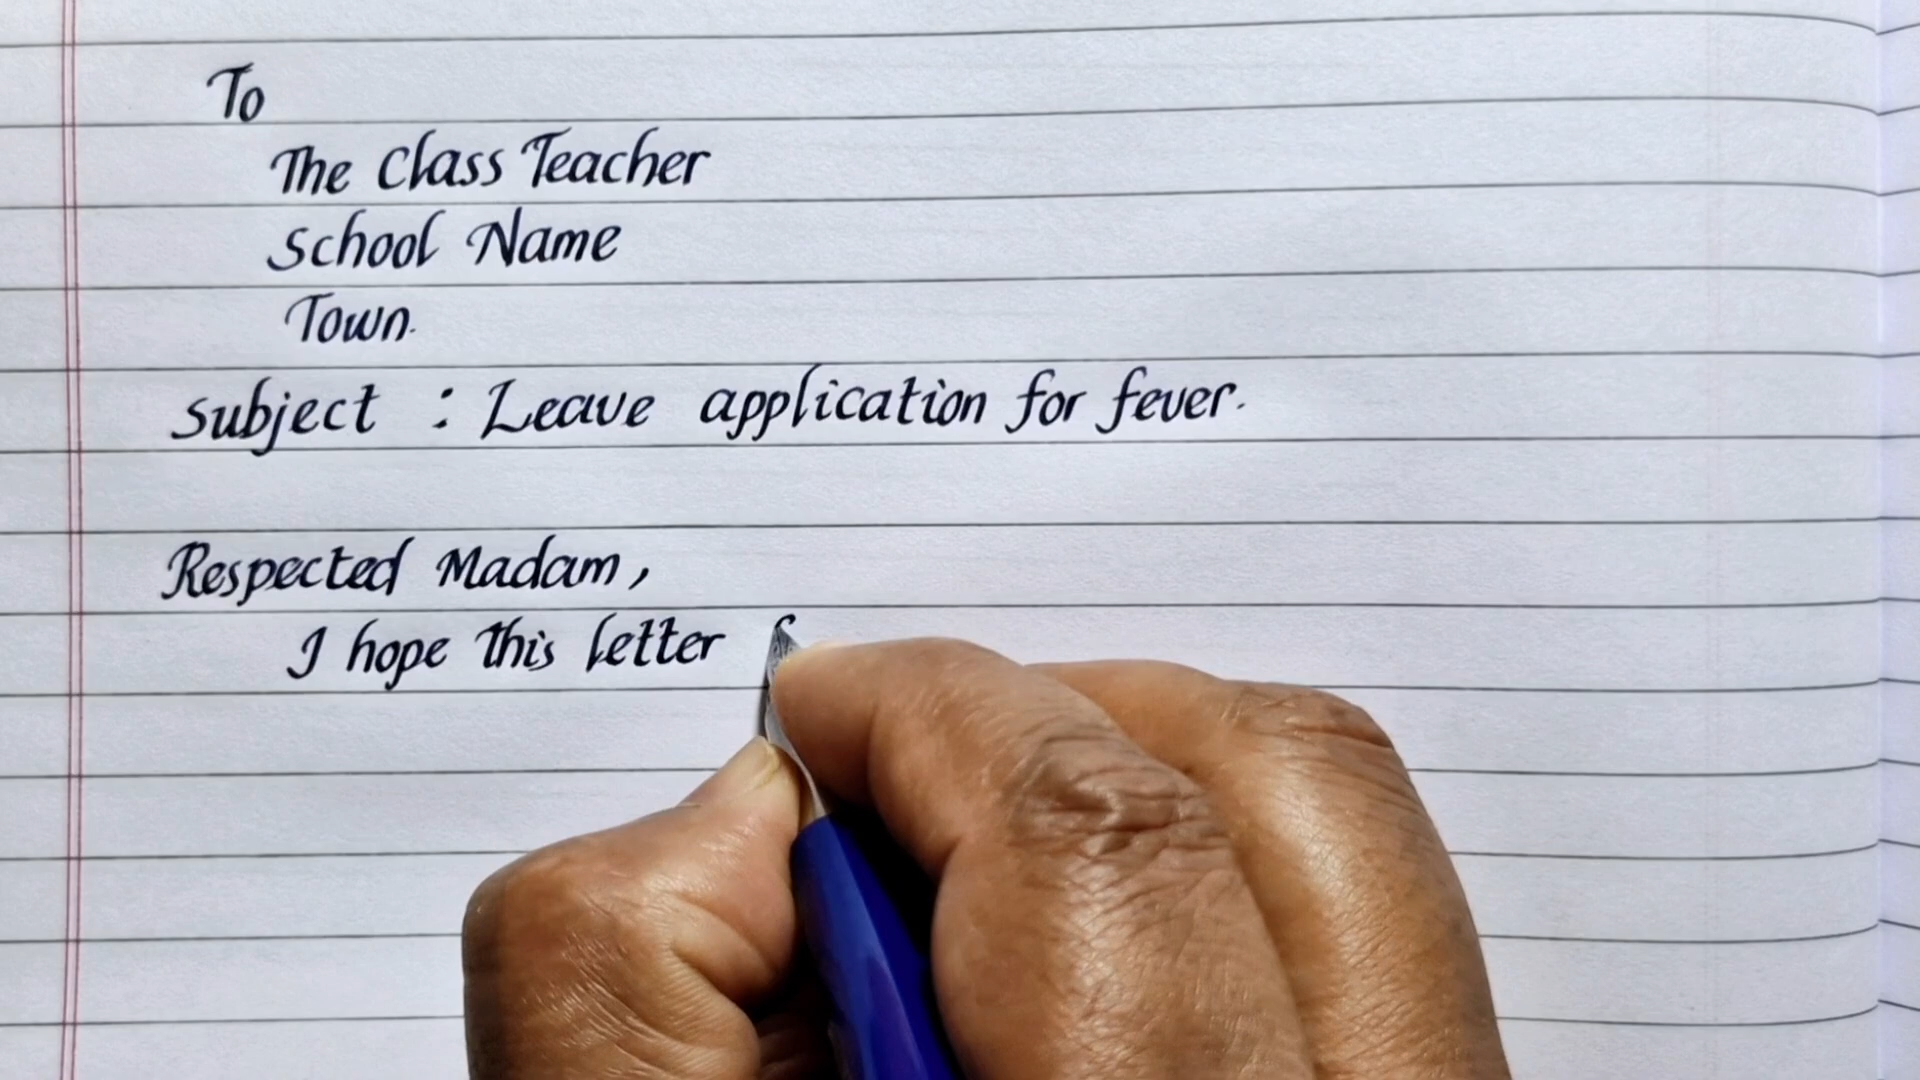 To
The Class Teacher
School Name
Town.
Subject : Leave application for fever.
Respected Madam,
I hope this letter